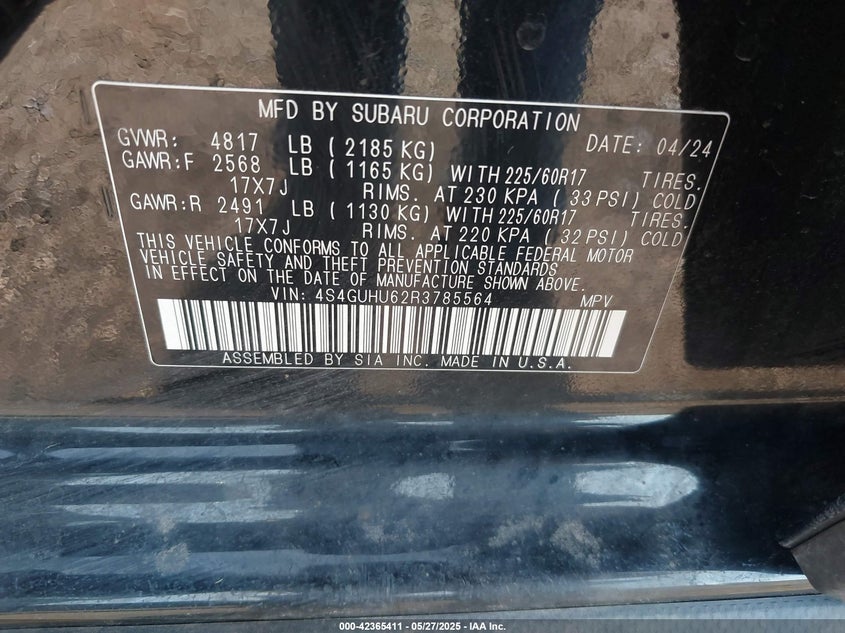 MFD BY SUBARU CORPORATION
GVWR: 4817 LB ( 2185 KG) DATE: 04/24
GAWR:F 2568 LB ( 1165 KG) WITH 225/60R17 TIRES.
17X7J RIMS. AT 230 KPA ( 33 PSI) COLD
GAWR:R 2491 LB ( 1130 KG) WITH 225/60R17 TIRES.
17X7J RIMS. AT 220 KPA ( 32 PSI) COLD
THIS VEHICLE CONFORMS TO ALL APPLICABLE FEDERAL MOTOR
VEHICLE SAFETY AND THEFT PREVENTION STANDARDS
IN EFFECT ON THE DATE OF MANUFACTURE SHOWN ABOVE.
VIN: 4S4GUHU62R3785564 MPV
ASSEMBLED BY SIA INC. MADE IN U.S.A.
000-42365411 - 05/27/2025 - IAA Inc.